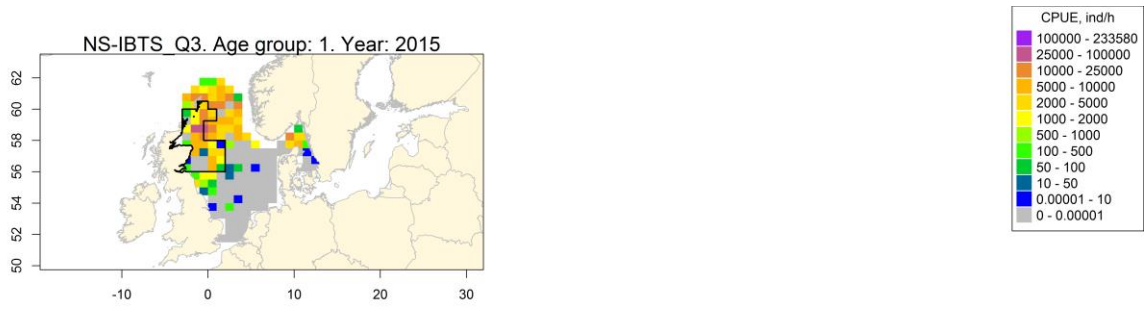 NS-IBTS_Q3. Age group: 1. Year: 2015
62
60
58
56
54
52
50
-10 0 10 20 30
CPUE, ind/h
100000 - 233580
25000 - 100000
10000 - 25000
5000 - 10000
2000 - 5000
1000 - 2000
500 - 1000
100 - 500
50 - 100
10 - 50
0.00001 - 10
0 - 0.00001